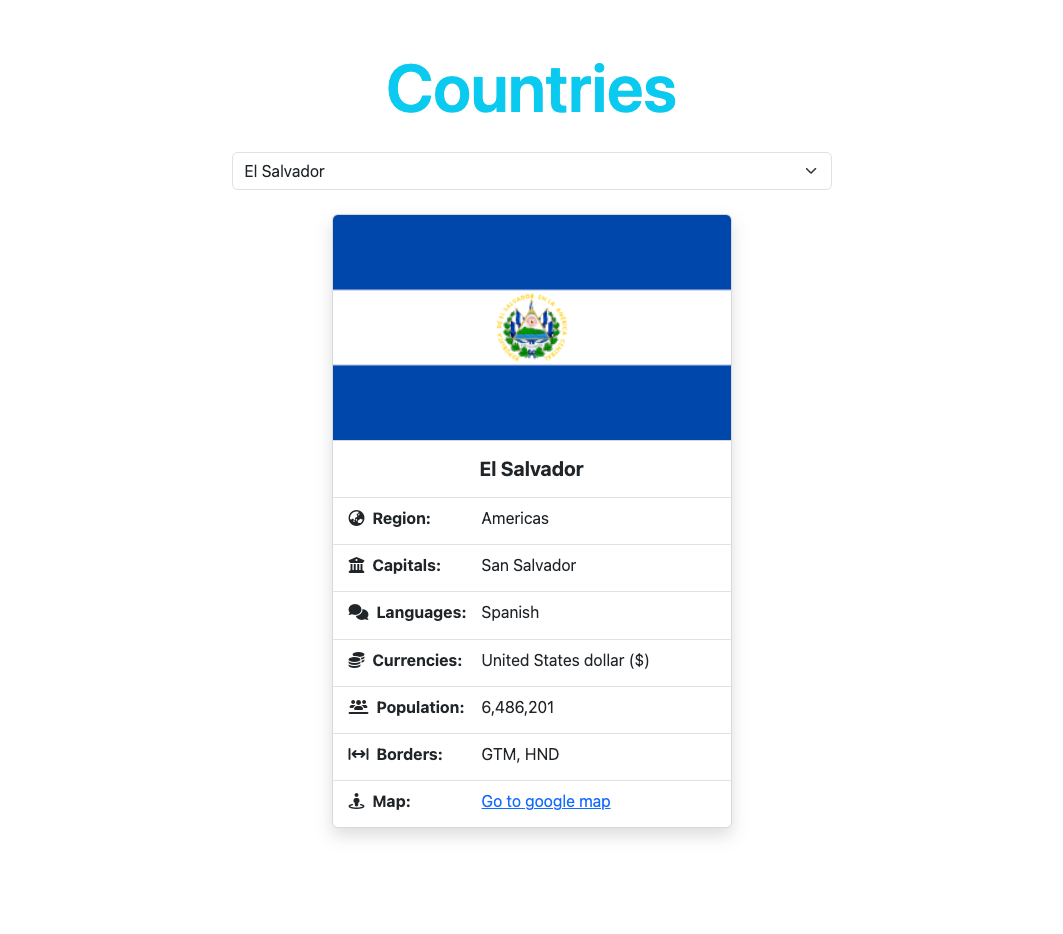 Countries
El Salvador
El Salvador
Region: Americas
Capitals: San Salvador
Languages: Spanish
Currencies: United States dollar ($)
Population: 6,486,201
Borders: GTM, HND
Map: Go to google map